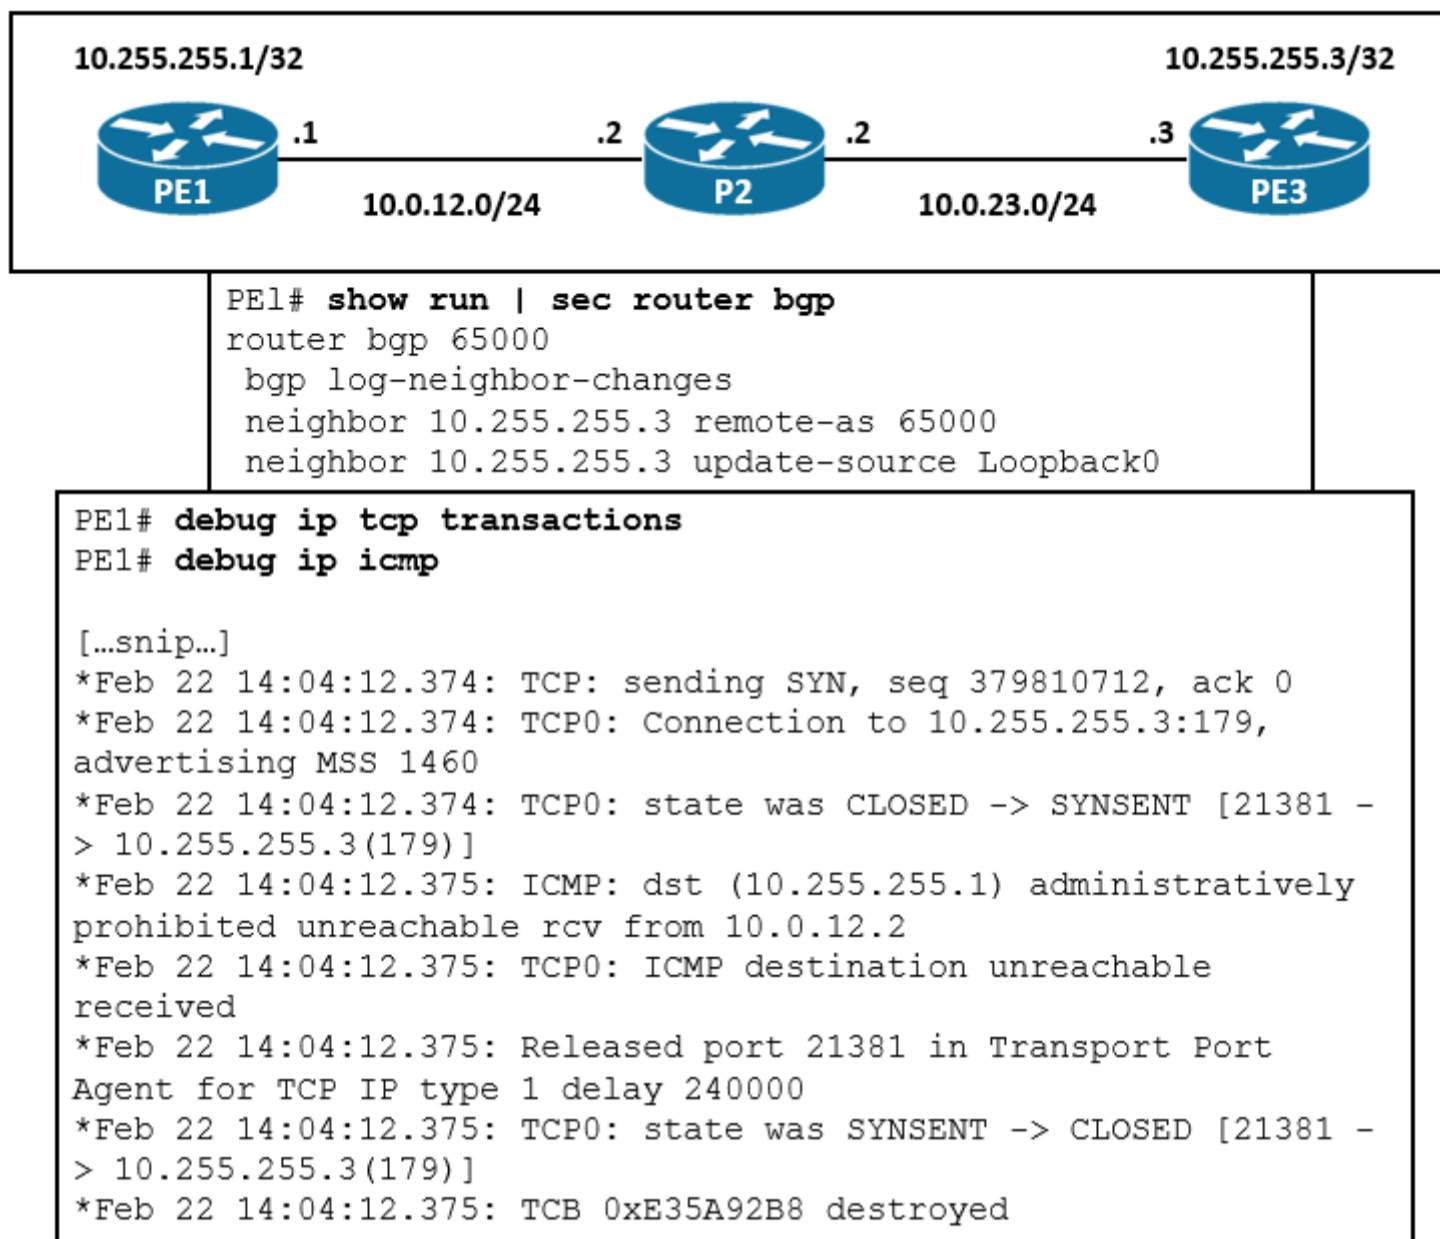 10.255.255.1/32
10.255.255.3/32
.1
.2
.2
.3
PE1
P2
PE3
10.0.12.0/24
10.0.23.0/24
PE1# show run | sec router bgp
router bgp 65000
bgp log-neighbor-changes
neighbor 10.255.255.3 remote-as 65000
neighbor 10.255.255.3 update-source Loopback0
PE1# debug ip tcp transactions
PE1# debug ip icmp
[…snip…]
*Feb 22 14:04:12.374: TCP: sending SYN, seq 379810712, ack 0
*Feb 22 14:04:12.374: TCP0: Connection to 10.255.255.3:179,
advertising MSS 1460
*Feb 22 14:04:12.374: TCP0: state was CLOSED -> SYNSENT [21381 -
> 10.255.255.3(179)]
*Feb 22 14:04:12.375: ICMP: dst (10.255.255.1) administratively
prohibited unreachable rcv from 10.0.12.2
*Feb 22 14:04:12.375: TCP0: ICMP destination unreachable
received
*Feb 22 14:04:12.375: Released port 21381 in Transport Port
Agent for TCP IP type 1 delay 240000
*Feb 22 14:04:12.375: TCP0: state was SYNSENT -> CLOSED [21381 -
> 10.255.255.3(179)]
*Feb 22 14:04:12.375: TCB 0xE35A92B8 destroyed